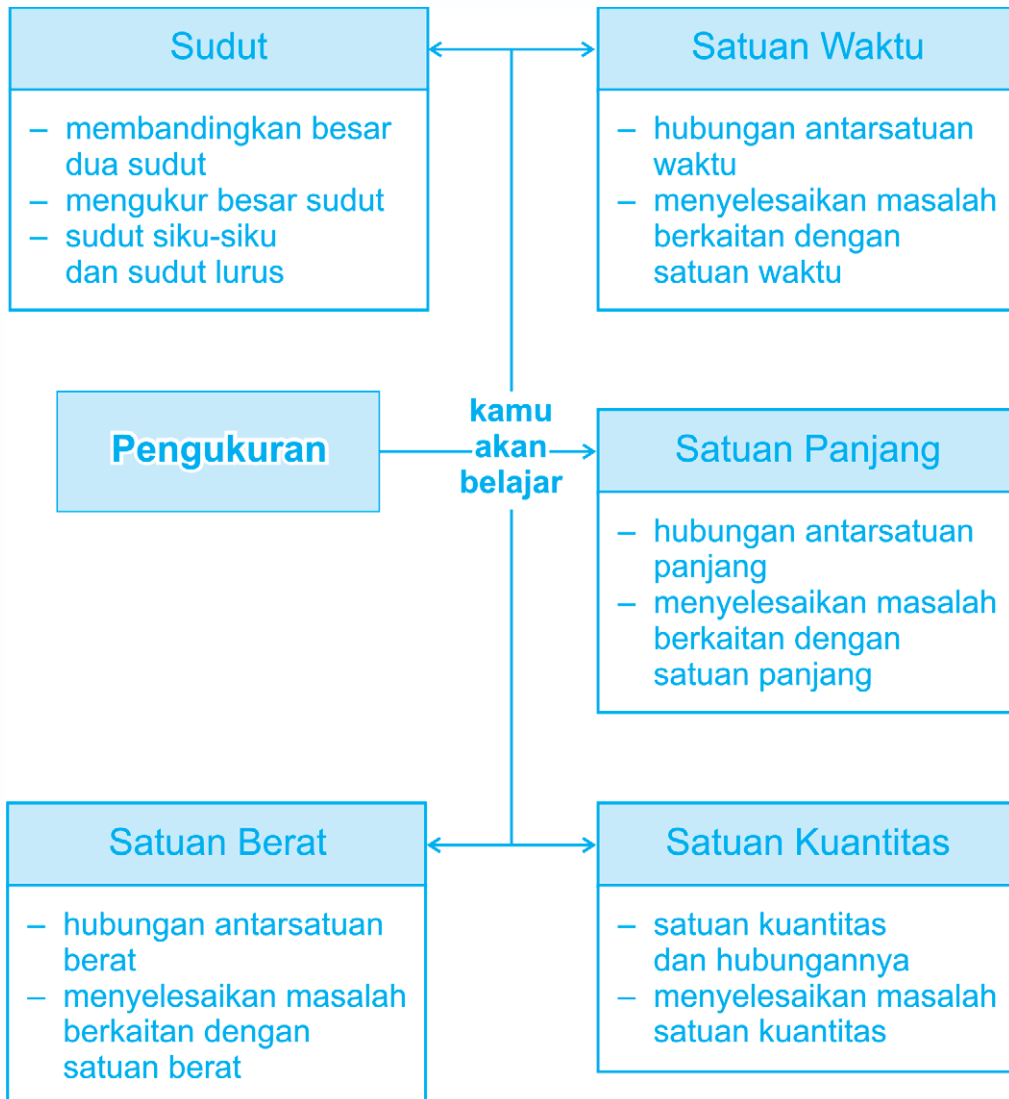 Sudut
– membandingkan besar
dua sudut
– mengukur besar sudut
– sudut siku-siku
dan sudut lurus
Satuan Waktu
– hubungan antarsatuan
waktu
– menyelesaikan masalah
berkaitan dengan
satuan waktu
Pengukuran
kamu
akan
belajar
Satuan Panjang
– hubungan antarsatuan
panjang
– menyelesaikan masalah
berkaitan dengan
satuan panjang
Satuan Berat
– hubungan antarsatuan
berat
– menyelesaikan masalah
berkaitan dengan
satuan berat
Satuan Kuantitas
– satuan kuantitas
dan hubungannya
– menyelesaikan masalah
satuan kuantitas